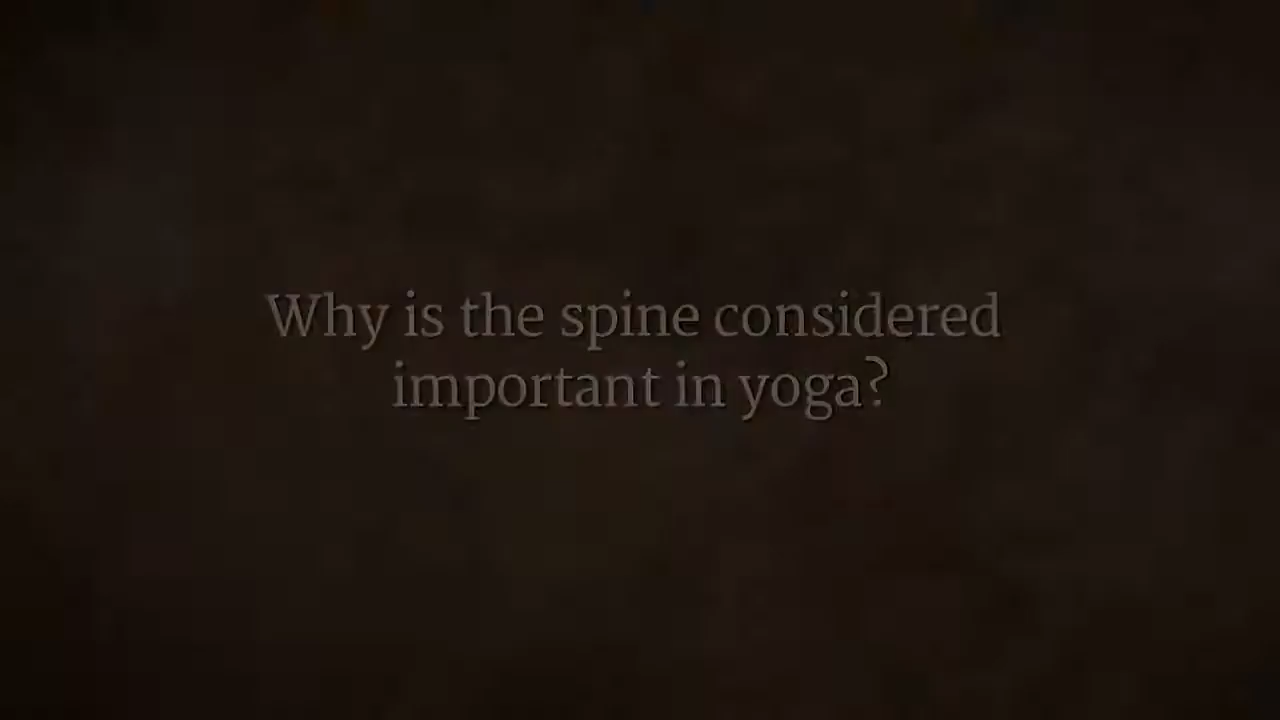 Why is the spine considered
important in yoga?